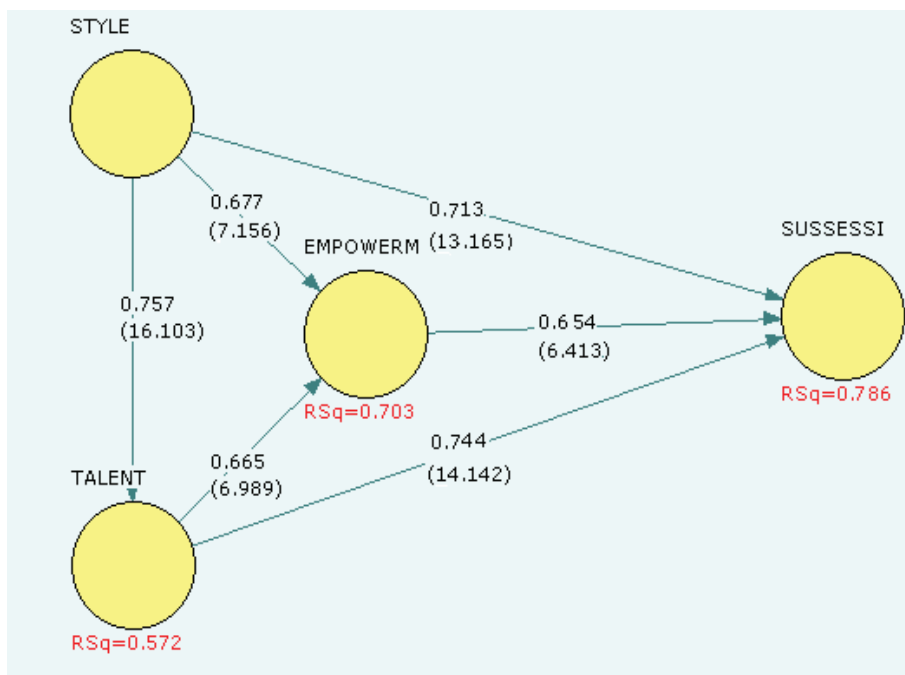 STYLE
0.677
(7.156)
0.713
(13.165)
SUSSESSI
EMPOWERM
0.757
(16.103)
0.654
(6.413)
RSq=0.786
RSq=0.703
0.744
(14.142)
0.665
(6.989)
TALENT
RSq=0.572